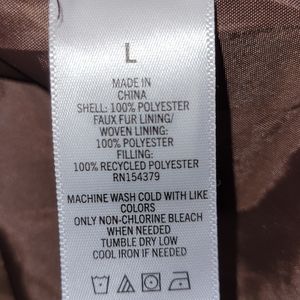 L
MADE IN
CHINA
SHELL: 100% POLYESTER
FAUX FUR LINING/
WOVEN LINING:
100% POLYESTER
FILLING:
100% RECYCLED POLYESTER
RN154379
MACHINE WASH COLD WITH LIKE
COLORS
ONLY NON-CHLORINE BLEACH
WHEN NEEDED
TUMBLE DRY LOW
COOL IRON IF NEEDED